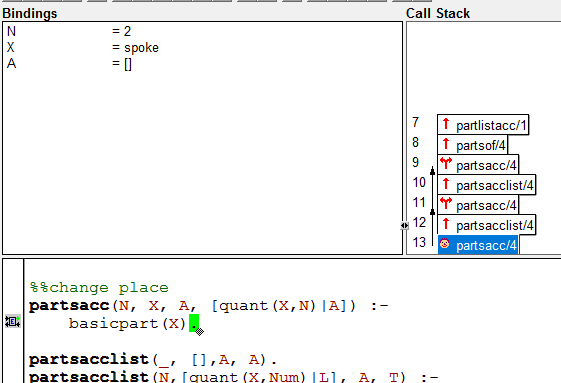 Bindings
N = 2
X = spoke
A = []
Call Stack
7 partlistacc/1
8 partsof/4
9 partsacc/4
10 partsacclist/4
11 partsacc/4
12 partsacclist/4
13 partsacc/4
%%change place
partsacc(N, X, A, [quant(X,N)|A]) :-
basicpart(X).
partsacclist(_, [],A, A).
partsacclist(N,[quant(X,Num)|L], A, T) :-